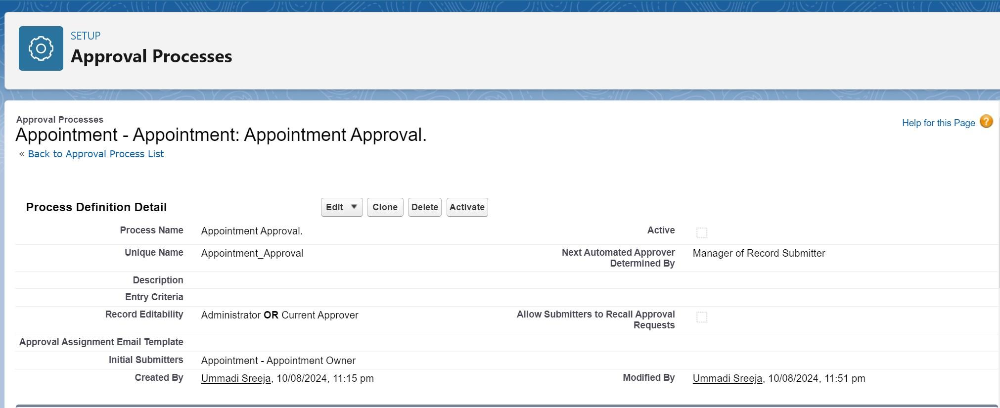 SETUP
Approval Processes
Approval Processes
Appointment - Appointment: Appointment Approval.
Help for this Page ?
« Back to Approval Process List
Process Definition Detail
Edit ▼ Clone Delete Activate
Process Name Appointment Approval. Active
Unique Name Appointment_Approval Next Automated Approver Determined By Manager of Record Submitter
Description
Entry Criteria
Record Editability Administrator OR Current Approver Allow Submitters to Recall Approval Requests
Approval Assignment Email Template
Initial Submitters Appointment - Appointment Owner
Created By Ummadi Sreeja, 10/08/2024, 11:15 pm Modified By Ummadi Sreeja, 10/08/2024, 11:51 pm